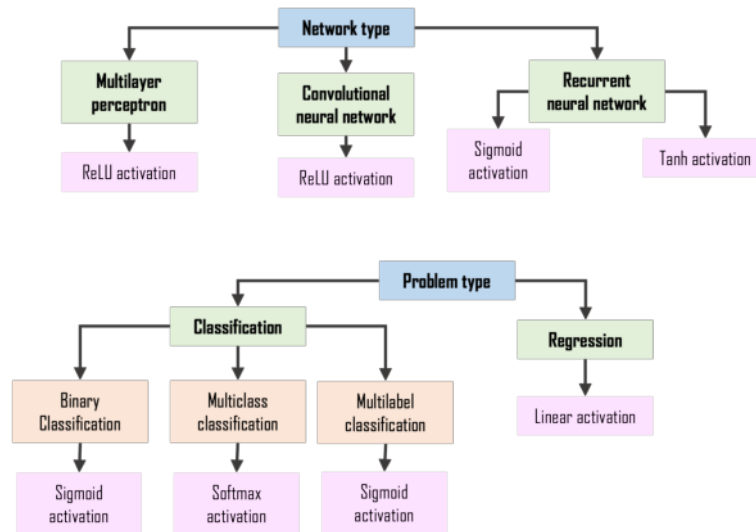 Network type
Multilayer
perceptron
Convolutional
neural network
Recurrent
neural network
ReLU activation
ReLU activation
Sigmoid
activation
Tanh activation
Problem type
Classification
Regression
Binary
Classification
Multiclass
classification
Multilabel
classification
Linear activation
Sigmoid
activation
Softmax
activation
Sigmoid
activation